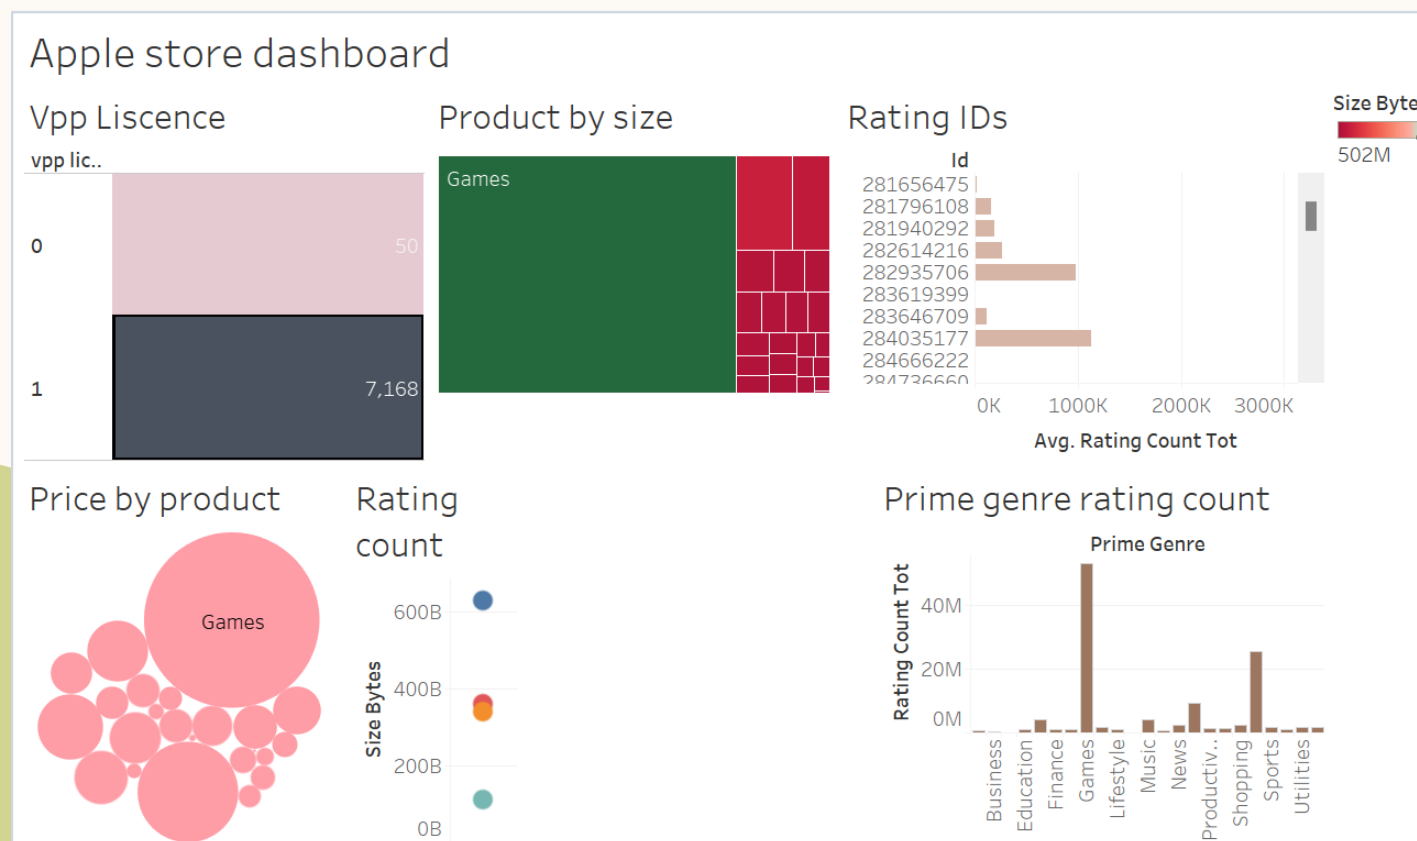 Apple store dashboard
Vpp Liscence
vpp lic..
0
50
1
7,168
Product by size
Games
Rating IDs
Id
281656475
281796108
281940292
282614216
282935706
283619399
283646709
284035177
284666222
284736660
0K 1000K 2000K 3000K
Avg. Rating Count Tot
Size Byte
502M
Price by product
Games
Rating
count
Size Bytes
600B
400B
200B
0B
Prime genre rating count
Prime Genre
Rating Count Tot
40M
20M
0M
Business
Education
Finance
Games
Lifestyle
Music
News
Productiv..
Shopping
Sports
Utilities